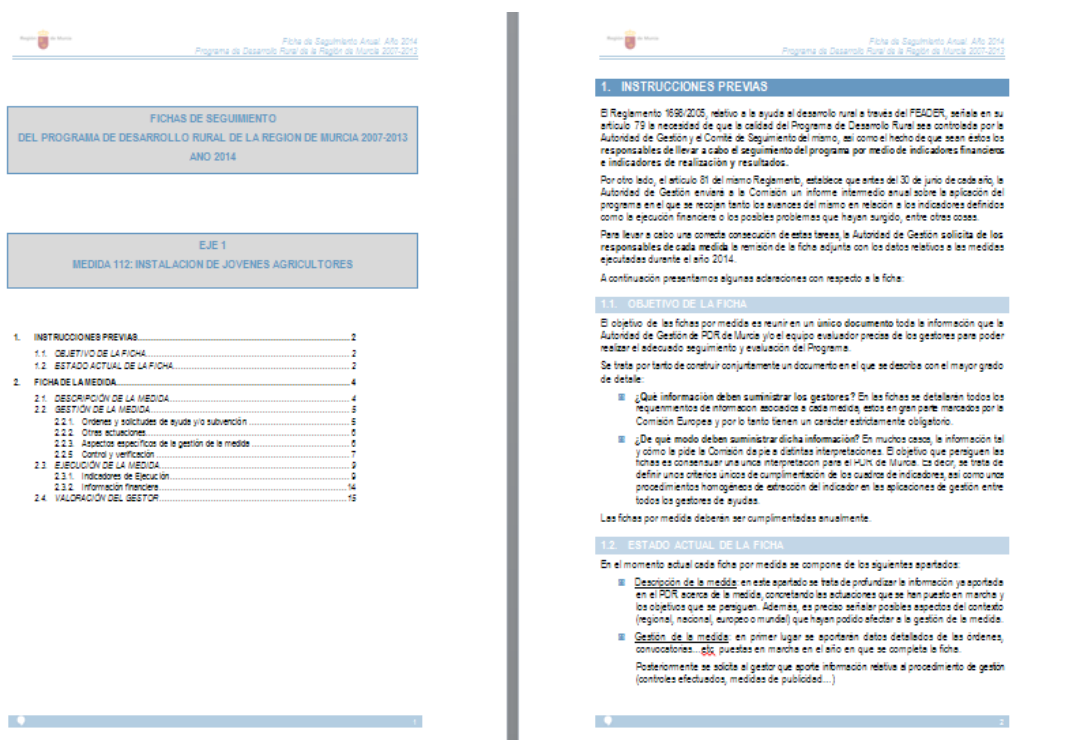 Región de Murcia
Ficha de Seguimiento Anual. Año 2014
Programa de Desarrollo Rural de la Región de Murcia 2007-2013
FICHAS DE SEGUIMIENTO
DEL PROGRAMA DE DESARROLLO RURAL DE LA REGION DE MURCIA 2007-2013
ANO 2014
EJE 1
MEDIDA 112: INSTALACION DE JOVENES AGRICULTORES
1. INSTRUCCIONES PREVIAS 2
1.1. OBJETIVO DE LA FICHA 2
1.2. ESTADO ACTUAL DE LA FICHA 2
2. FICHA DE LA MEDIDA 4
2.1. DESCRIPCIÓN DE LA MEDIDA 4
2.2. GESTIÓN DE LA MEDIDA 5
2.2.1. Ordenes y solicitudes de ayuda y/o subvención 5
2.2.2. Otras actuaciones 6
2.2.3. Aspectos específicos de la gestión de la medida 6
2.2.5 Control y verificación 7
2.3. EJECUCIÓN DE LA MEDIDA 9
2.3.1. Indicadores de Ejecución 9
2.3.2. Información financiera 14
2.4. VALORACIÓN DEL GESTOR 15
1
Región de Murcia
Ficha de Seguimiento Anual. Año 2014
Programa de Desarrollo Rural de la Región de Murcia 2007-2013
1. INSTRUCCIONES PREVIAS
El Reglamento 1698/2005, relativo a la ayuda al desarrollo rural a través del FEADER, señala en su
artículo 79 la necesidad de que la calidad del Programa de Desarrollo Rural sea controlada por la
Autoridad de Gestión y el Comité de Seguimiento del mismo, así como el hecho de que sean éstos los
responsables de llevar a cabo el seguimiento del programa por medio de indicadores financieros
e indicadores de realización y resultados.
Por otro lado, el artículo 81 del mismo Reglamento, establece que antes del 30 de junio de cada año, la
Autoridad de Gestión enviará a la Comisión un informe intermedio anual sobre la aplicación del
programa en el que se recojan tanto los avances del mismo en relación a los indicadores definidos
como la ejecución financiera o los posibles problemas que hayan surgido, entre otras cosas.
Para llevar a cabo una correcta consecución de estas tareas, la Autoridad de Gestión solicita de los
responsables de cada medida la remisión de la ficha adjunta con los datos relativos a las medidas
ejecutadas durante el año 2014.
A continuación presentamos algunas aclaraciones con respecto a la ficha:
1.1. OBJETIVO DE LA FICHA
El objetivo de las fichas por medida es reunir en un único documento toda la información que la
Autoridad de Gestión de PDR de Murcia y/o el equipo evaluador precisa de los gestores para poder
realizar el adecuado seguimiento y evaluación del Programa.
Se trata por tanto de construir conjuntamente un documento en el que se describa con el mayor grado
de detalle:
¿Qué información deben suministrar los gestores? En las fichas se detallarán todos los
requerimientos de información asociados a cada medida, estos en gran parte marcados por la
Comisión Europea y por lo tanto tienen un carácter estrictamente obligatorio.
¿De qué modo deben suministrar dicha información? En muchos casos, la información tal
y cómo la pide la Comisión da pie a distintas interpretaciones. El objetivo que persiguen las
fichas es consensuar una única interpretación para el PDR de Murcia. Es decir, se trata de
definir unos criterios únicos de cumplimentación de los cuadros de indicadores, así como unos
procedimientos homogéneos de extracción del indicador en las aplicaciones de gestión entre
todos los gestores de ayudas.
Las fichas por medida deberán ser cumplimentadas anualmente.
1.2. ESTADO ACTUAL DE LA FICHA
En el momento actual cada ficha por medida se compone de los siguientes apartados:
Descripción de la medida: en este apartado se trata de profundizar la información ya aportada
en el PDR acerca de la medida, concretando las actuaciones que se han puesto en marcha y
los objetivos que se persiguen. Además, es preciso señalar posibles aspectos del contexto
(regional, nacional, europeo o mundial) que hayan podido afectar a la gestión de la medida.
Gestión de la medida: en primer lugar se aportarán datos detallados de las órdenes,
convocatorias…etc, puestas en marcha en el año en que se completa la ficha.
Posteriormente se solicita al gestor que aporte información relativa al procedimiento de gestión
(controles efectuados, medidas de publicidad…)
2